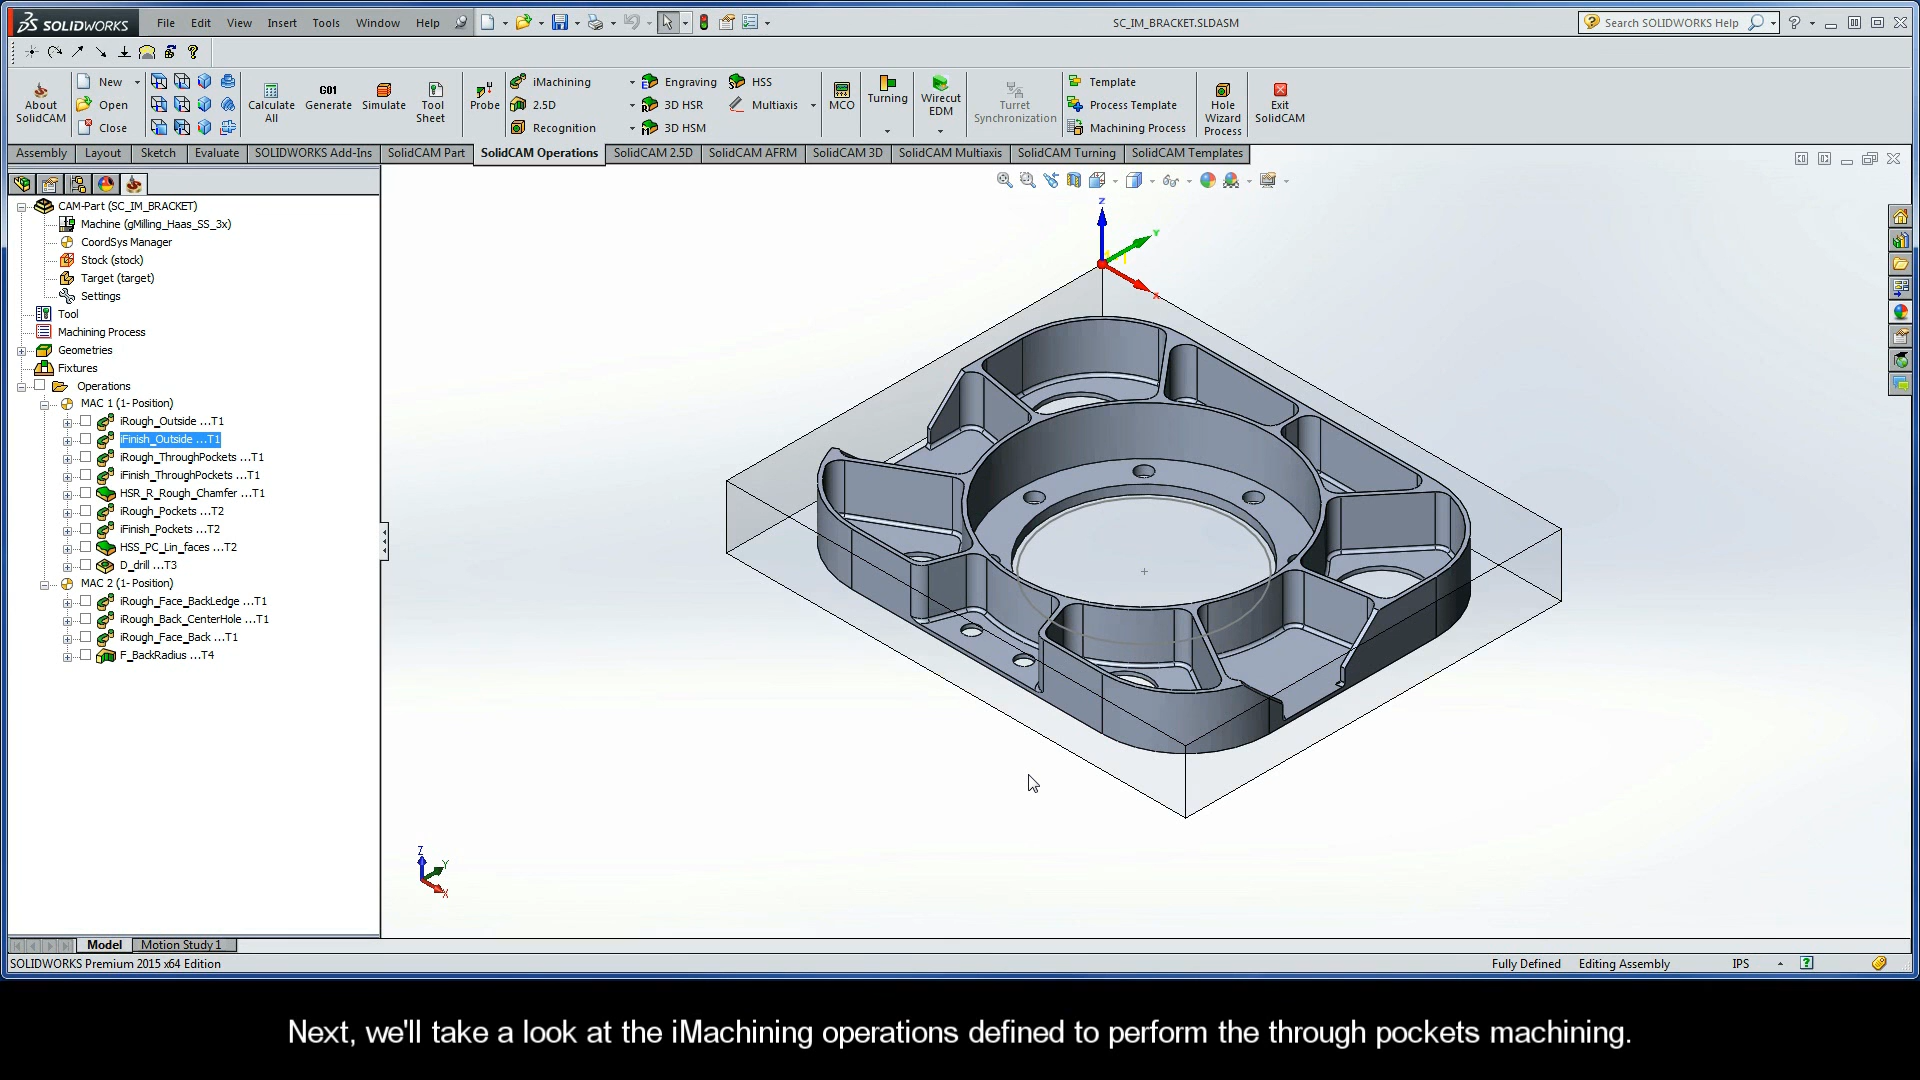 SOLIDWORKS File Edit View Insert Tools Window Help SC_IM_BRACKET.SLDASM Search SOLIDWORKS Help
About SolidCAM
New
Open
Close
Calculate All
G01 Generate
Simulate
Tool Sheet
Probe
iMachining
2.5D
Recognition
Engraving
3D HSR
3D HSM
HSS
Multiaxis
MCO
Turning
Wirecut EDM
Turret Synchronization
Template
Process Template
Machining Process
Hole Wizard Process
Exit SolidCAM
Assembly Layout Sketch Evaluate SOLIDWORKS Add-Ins SolidCAM Part SolidCAM Operations SolidCAM 2.5D SolidCAM AFRM SolidCAM 3D SolidCAM Multiaxis SolidCAM Turning SolidCAM Templates
CAM-Part (SC_IM_BRACKET)
Machine (gMilling_Haas_SS_3x)
CoordSys Manager
Stock (stock)
Target (target)
Settings
Tool
Machining Process
Geometries
Fixtures
Operations
MAC 1 (1- Position)
iRough_Outside ...T1
iFinish_Outside ...T1
iRough_ThroughPockets ...T1
iFinish_ThroughPockets ...T1
HSR_R_Rough_Chamfer ...T1
iRough_Pockets ...T2
iFinish_Pockets ...T2
HSS_PC_Lin_faces ...T2
D_drill ...T3
MAC 2 (1- Position)
iRough_Face_BackLedge ...T1
iRough_Back_CenterHole ...T1
iRough_Face_Back ...T1
F_BackRadius ...T4
Z
Y
X
Z
Y
X
Model Motion Study 1
SOLIDWORKS Premium 2015 x64 Edition Fully Defined Editing Assembly IPS
Next, we'll take a look at the iMachining operations defined to perform the through pockets machining.